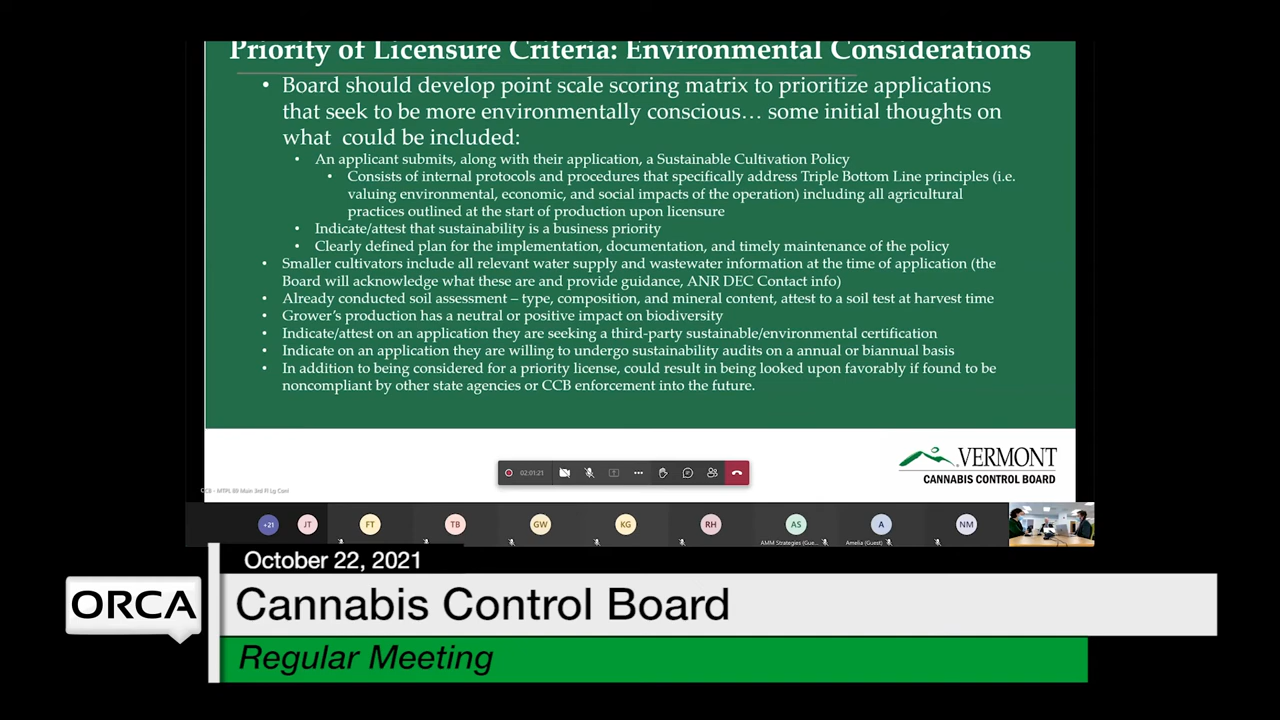 Priority of Licensure Criteria: Environmental Considerations
• Board should develop point scale scoring matrix to prioritize applications
that seek to be more environmentally conscious… some initial thoughts on
what could be included:
• An applicant submits, along with their application, a Sustainable Cultivation Policy
• Consists of internal protocols and procedures that specifically address Triple Bottom Line principles (i.e.
valuing environmental, economic, and social impacts of the operation) including all agricultural
practices outlined at the start of production upon licensure
• Indicate/attest that sustainability is a business priority
• Clearly defined plan for the implementation, documentation, and timely maintenance of the policy
• Smaller cultivators include all relevant water supply and wastewater information at the time of application (the
Board will acknowledge what these are and provide guidance, ANR DEC Contact info)
• Already conducted soil assessment – type, composition, and mineral content, attest to a soil test at harvest time
• Grower's production has a neutral or positive impact on biodiversity
• Indicate/attest on an application they are seeking a third-party sustainable/environmental certification
• Indicate on an application they are willing to undergo sustainability audits on a annual or biannual basis
• In addition to being considered for a priority license, could result in being looked upon favorably if found to be
noncompliant by other state agencies or CCB enforcement into the future.
VERMONT
CANNABIS CONTROL BOARD
02:01:21
CCB - MTPL 89 Main 3rd Fl Lg Conf
+21 JT FT TB GW KG RH AS A NM
AMM Strategies (Gue... Amelia (Guest)
October 22, 2021
ORCA
Cannabis Control Board
Regular Meeting